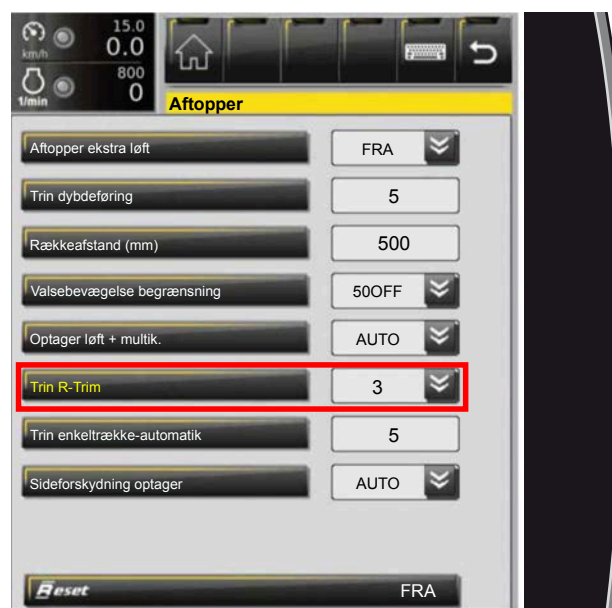 15.0
km/h 0.0
800
1/min 0
Aftopper
Aftopper ekstra løft FRA
Trin dybdeføring 5
Rækkeafstand (mm) 500
Valsebevægelse begrænsning 50OFF
Optager løft + multik. AUTO
Trin R-Trim 3
Trin enkeltrække-automatik 5
Sideforskydning optager AUTO
Reset FRA